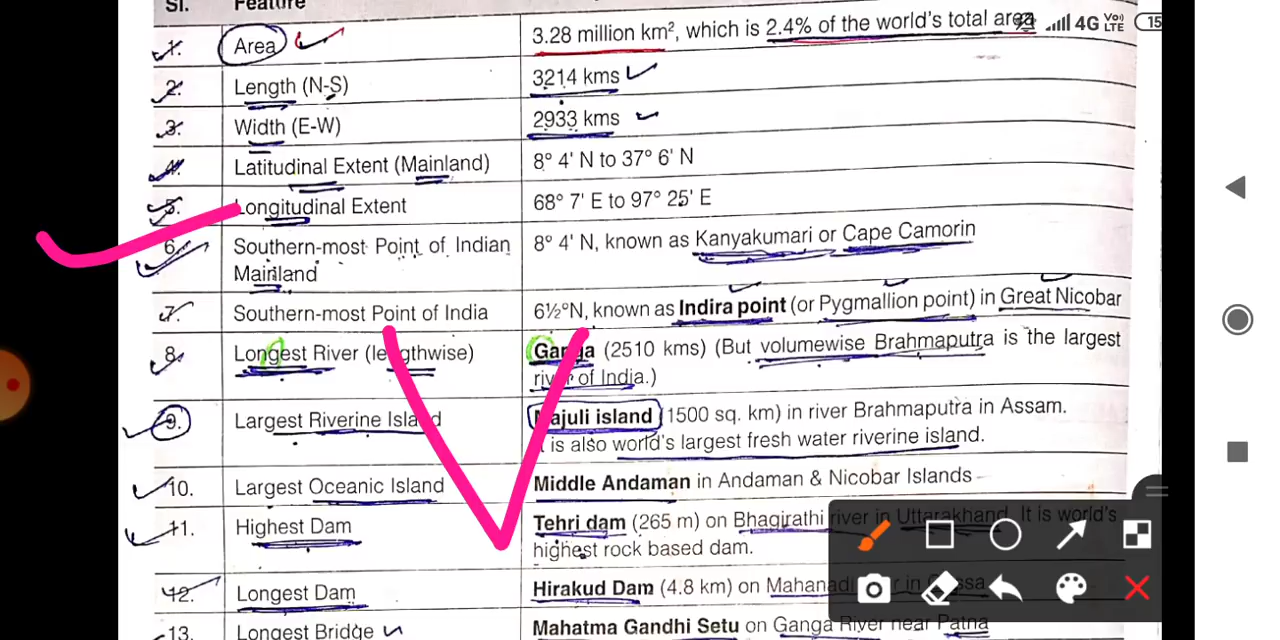 Sl. Feature
1. Area 3.28 million km², which is 2.4% of the world's total area
4G VoLTE 15
2. Length (N-S) 3214 kms
3. Width (E-W) 2933 kms
4. Latitudinal Extent (Mainland) 8° 4' N to 37° 6' N
5. Longitudinal Extent 68° 7' E to 97° 25' E
6. Southern-most Point of Indian 8° 4' N, known as Kanyakumari or Cape Camorin
Mainland
7. Southern-most Point of India 6½°N, known as Indira point (or Pygmallion point) in Great Nicobar
8. Longest River (lengthwise) Ganga (2510 kms) (But volumewise Brahmaputra is the largest
river of India.)
9. Largest Riverine Island Majuli island (1500 sq. km) in river Brahmaputra in Assam.
It is also world's largest fresh water riverine island.
10. Largest Oceanic Island Middle Andaman in Andaman & Nicobar Islands
11. Highest Dam Tehri dam (265 m) on Bhagirathi river in Uttarakhand. It is world's
highest rock based dam.
12. Longest Dam Hirakud Dam (4.8 km) on Mahanadi in
13. Longest Bridge Mahatma Gandhi Setu on Ganga River near Patna